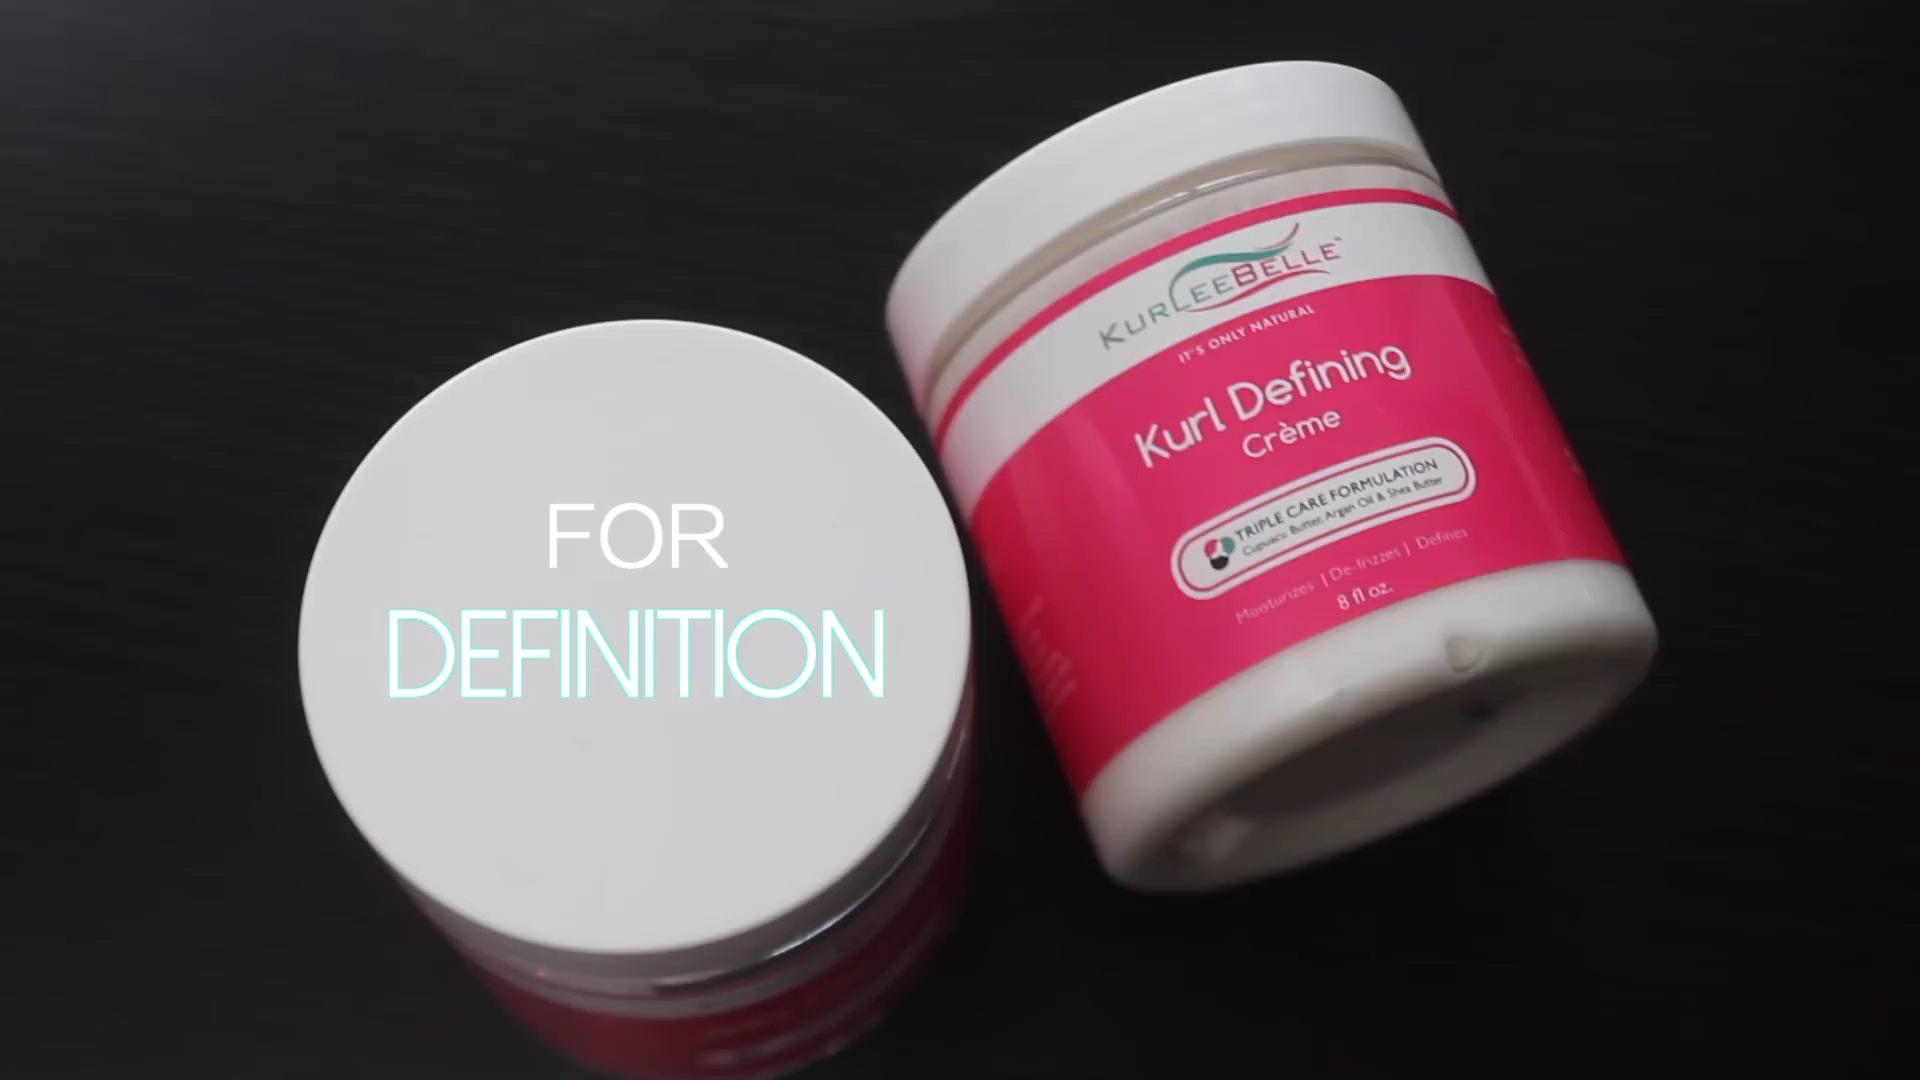 FOR
DEFINITION
KURLEEBELLE™
IT'S ONLY NATURAL
Kurl Defining
Crème
TRIPLE CARE FORMULATION
Cupuacu Butter, Argan Oil & Shea Butter
Moisturizes | De-frizzes | Defines
8 fl oz.